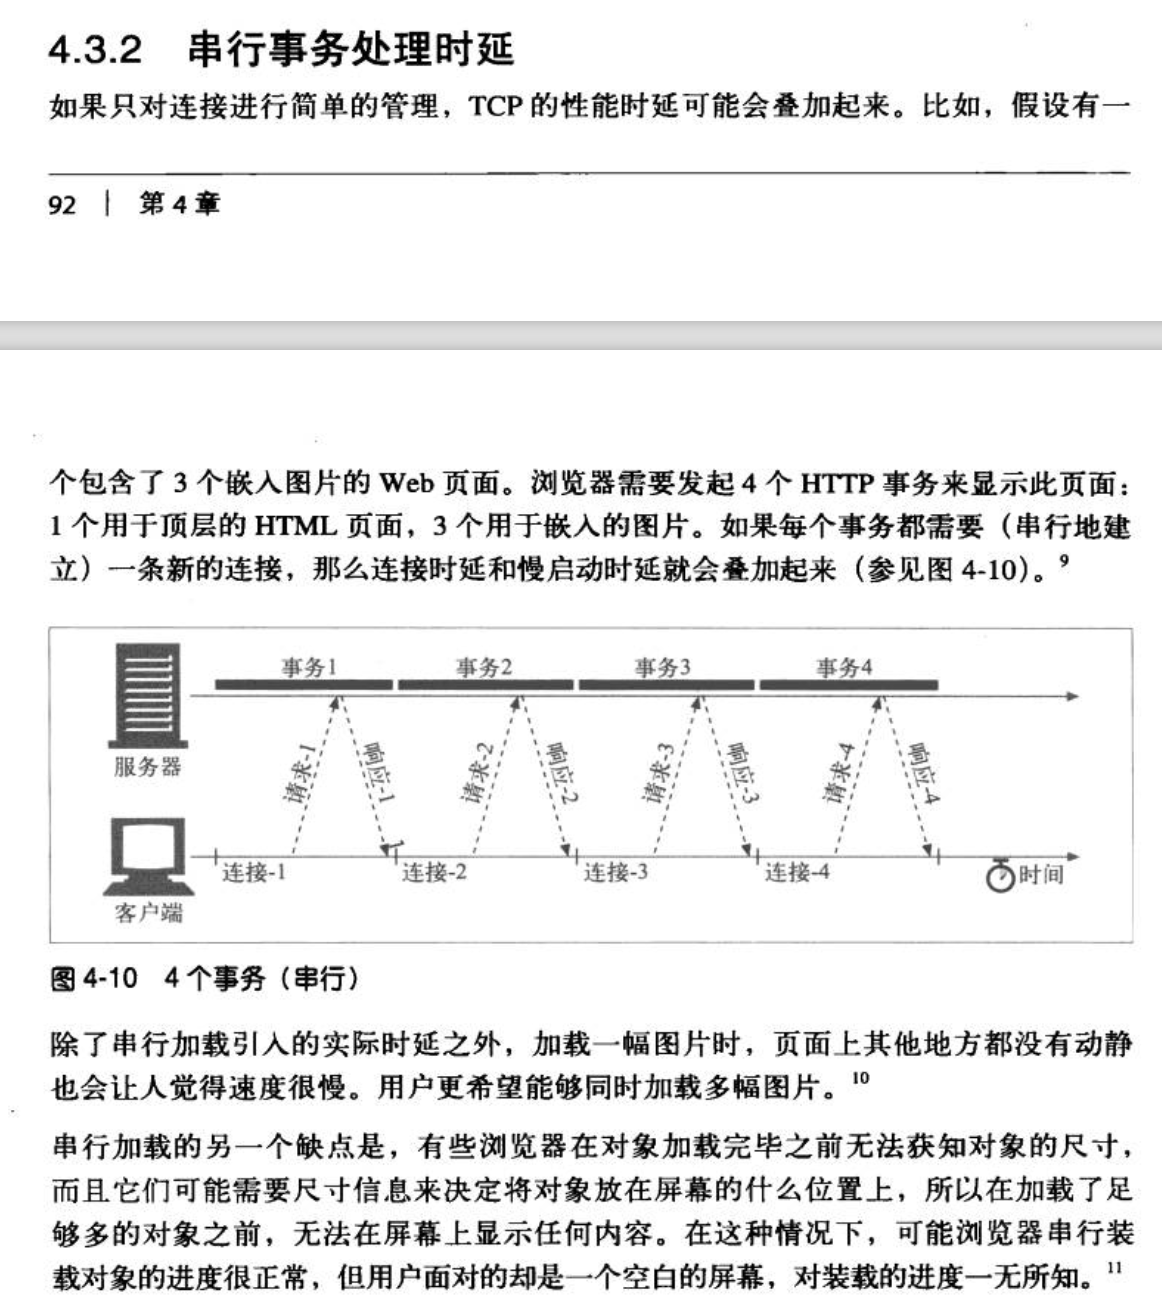 4.3.2 串行事务处理时延
如果只对连接进行简单的管理，TCP 的性能时延可能会叠加起来。比如，假设有一
92 | 第 4 章
个包含了 3 个嵌入图片的 Web 页面。浏览器需要发起 4 个 HTTP 事务来显示此页面：
1 个用于顶层的 HTML 页面，3 个用于嵌入的图片。如果每个事务都需要（串行地建
立）一条新的连接，那么连接时延和慢启动时延就会叠加起来（参见图 4-10）。9
事务1 事务2 事务3 事务4
服务器
请求-1 响应-1 请求-2 响应-2 请求-3 响应-3 请求-4 响应-4
连接-1 连接-2 连接-3 连接-4 时间
客户端
图 4-10 4 个事务（串行）
除了串行加载引入的实际时延之外，加载一幅图片时，页面上其他地方都没有动静
也会让人觉得速度很慢。用户更希望能够同时加载多幅图片。10
串行加载的另一个缺点是，有些浏览器在对象加载完毕之前无法获知对象的尺寸，
而且它们可能需要尺寸信息来决定将对象放在屏幕的什么位置上，所以在加载了足
够多的对象之前，无法在屏幕上显示任何内容。在这种情况下，可能浏览器串行装
载对象的进度很正常，但用户面对的却是一个空白的屏幕，对装载的进度一无所知。11